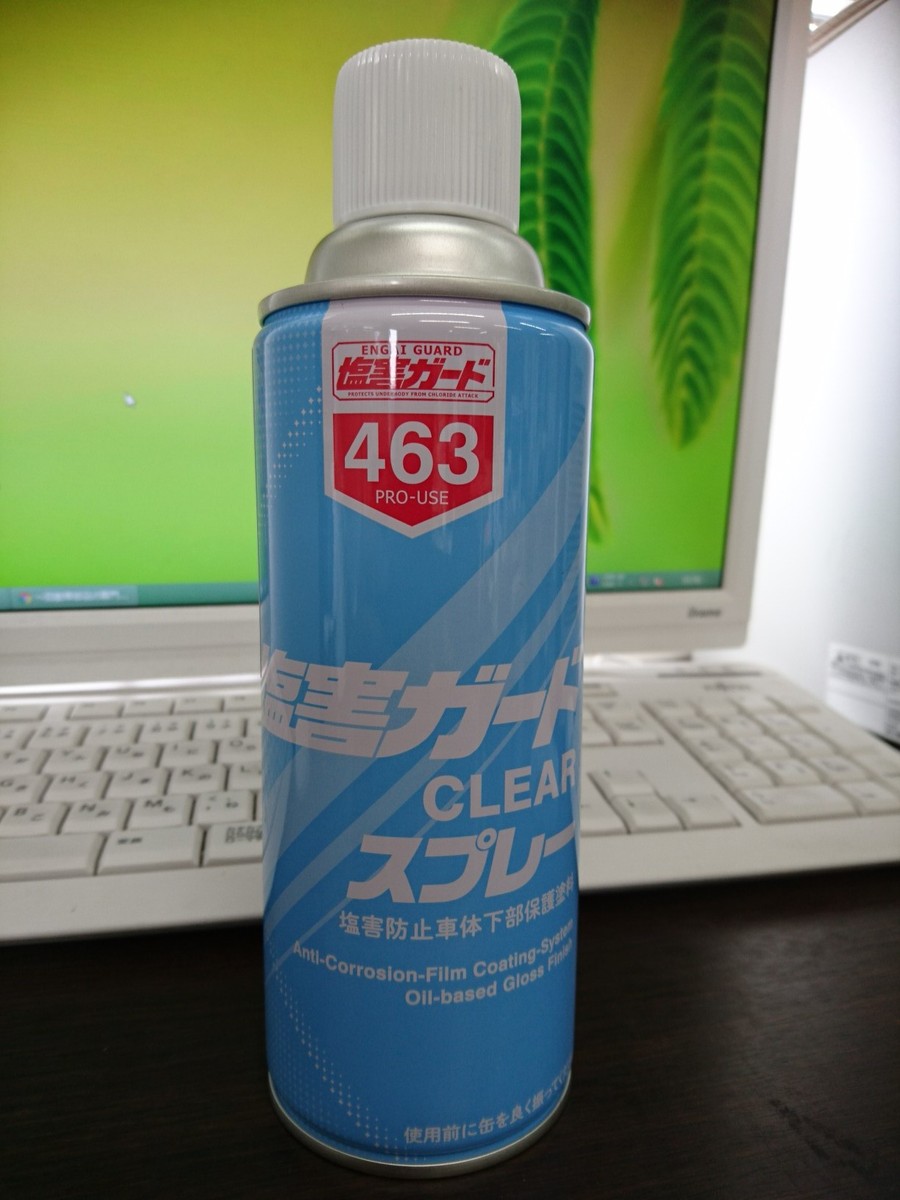 ENGAI GUARD
塩害ガード
PROTECTS UNDERBODY FROM CHLORIDE ATTACK
463
PRO-USE
塩害ガード
CLEAR
スプレー
塩害防止車体下部保護塗料
Anti-Corrosion-Film Coating-System
Oil-based Gloss Finish
使用前に缶を良く振って
iiyama